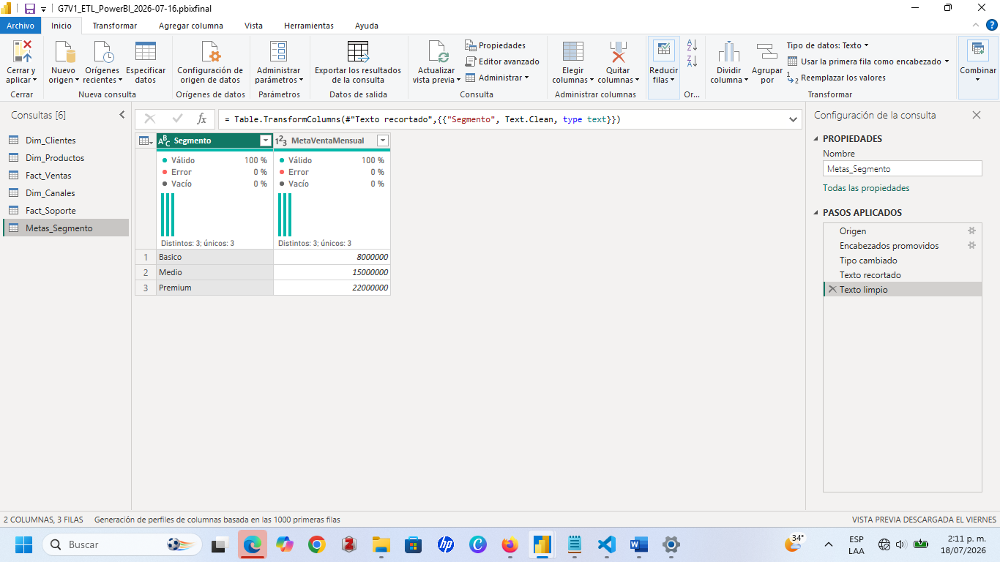 G7V1_ETL_PowerBI_2026-07-16.pbixfinal
Archivo Inicio Transformar Agregar columna Vista Herramientas Ayuda
Cerrar y aplicar
Nuevo origen
Orígenes recientes
Especificar datos
Configuración de origen de datos
Administrar parámetros
Exportar los resultados de la consulta
Actualizar vista previa
Propiedades
Editor avanzado
Administrar
Elegir columnas
Quitar columnas
Reducir filas
Dividir columna
Agrupar por
Tipo de datos: Texto
Usar la primera fila como encabezado
Reemplazar los valores
Combinar
Cerrar Nueva consulta Orígenes de datos Parámetros Datos de salida Consulta Administrar columnas Or... Transformar
Consultas [6]
Dim_Clientes
Dim_Productos
Fact_Ventas
Dim_Canales
Fact_Soporte
Metas_Segmento
fx
= Table.TransformColumns(#"Texto recortado",{{"Segmento", Text.Clean, type text}})
ABC Segmento 123 MetaVentaMensual
Válido 100 % Válido 100 %
Error 0 % Error 0 %
Vacío 0 % Vacío 0 %
Distintos: 3; únicos: 3 Distintos: 3; únicos: 3
1 Basico 8000000
2 Medio 15000000
3 Premium 22000000
Configuración de la consulta
PROPIEDADES
Nombre
Metas_Segmento
Todas las propiedades
PASOS APLICADOS
Origen
Encabezados promovidos
Tipo cambiado
Texto recortado
Texto limpio
2 COLUMNAS, 3 FILAS Generación de perfiles de columnas basada en las 1000 primeras filas VISTA PREVIA DESCARGADA EL VIERNES
Buscar
34°
ESP
LAA
2:11 p. m.
18/07/2026